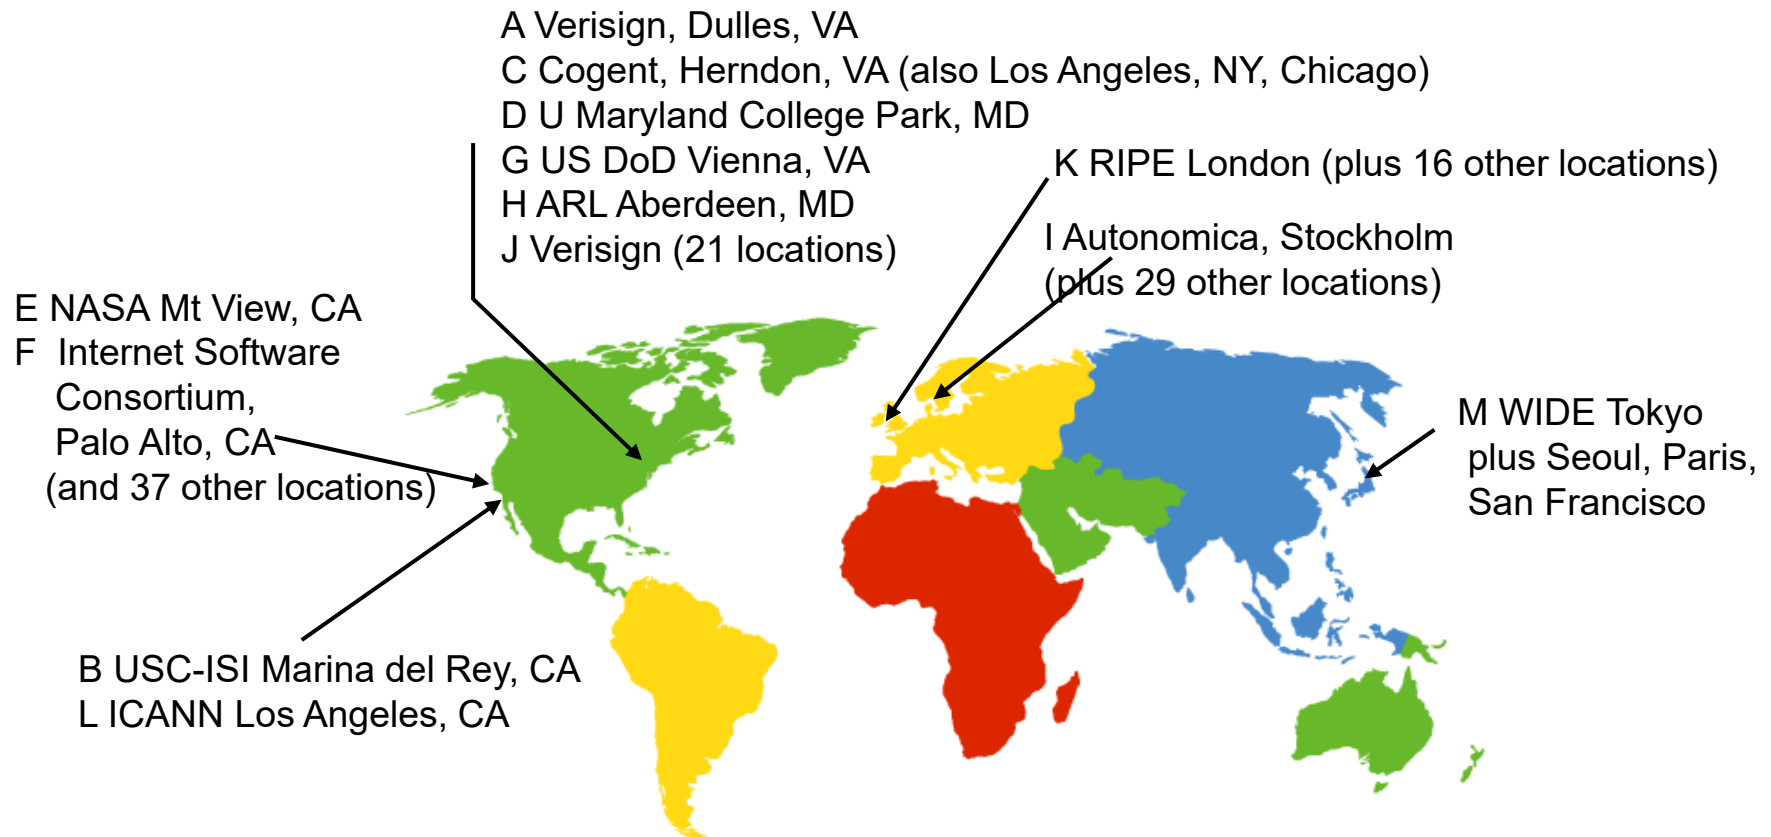 A Verisign, Dulles, VA
C Cogent, Herndon, VA (also Los Angeles, NY, Chicago)
D U Maryland College Park, MD
G US DoD Vienna, VA
H ARL Aberdeen, MD
J Verisign (21 locations)
K RIPE London (plus 16 other locations)
I Autonomica, Stockholm
(plus 29 other locations)
E NASA Mt View, CA
F Internet Software
Consortium,
Palo Alto, CA
(and 37 other locations)
M WIDE Tokyo
plus Seoul, Paris,
San Francisco
B USC-ISI Marina del Rey, CA
L ICANN Los Angeles, CA